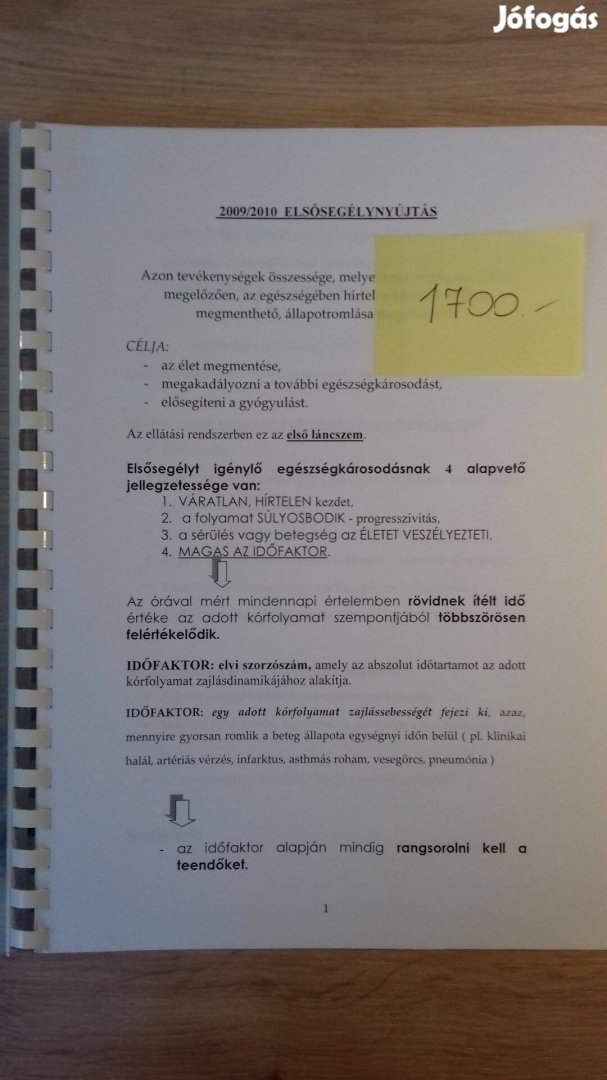 Jófogás
2009/2010 ELSŐSEGÉLYNYÚJTÁS
Azon tevékenységek összessége, melye
megelőzően, az egészségében hirtel
megmenthető, állapotromlása
1700.-
CÉLJA:
- az élet megmentése,
- megakadályozni a további egészségkárosodást,
- elősegíteni a gyógyulást.
Az ellátási rendszerben ez az első láncszem.
Elsősegélyt igénylő egészségkárosodásnak 4 alapvető
jellegzetessége van:
1. VÁRATLAN, HÍRTELEN kezdet,
2. a folyamat SÚLYOSBODIK - progresszivitás,
3. a sérülés vagy betegség az ÉLETET VESZÉLYEZTETI,
4. MAGAS AZ IDŐFAKTOR.
Az órával mért mindennapi értelemben rövidnek ítélt idő
értéke az adott kórfolyamat szempontjából többszörösen
felértékelődik.
IDŐFAKTOR: elvi szorzószám, amely az abszolut időtartamot az adott
kórfolyamat zajlásdinamikájához alakítja.
IDŐFAKTOR: egy adott kórfolyamat zajlássebességét fejezi ki, azaz,
mennyire gyorsan romlik a beteg állapota egységnyi időn belül ( pl. klinikai
halál, artériás vérzés, infarktus, asthmás roham, vesegörcs, pneumónia )
- az időfaktor alapján mindig rangsorolni kell a
teendőket.
1